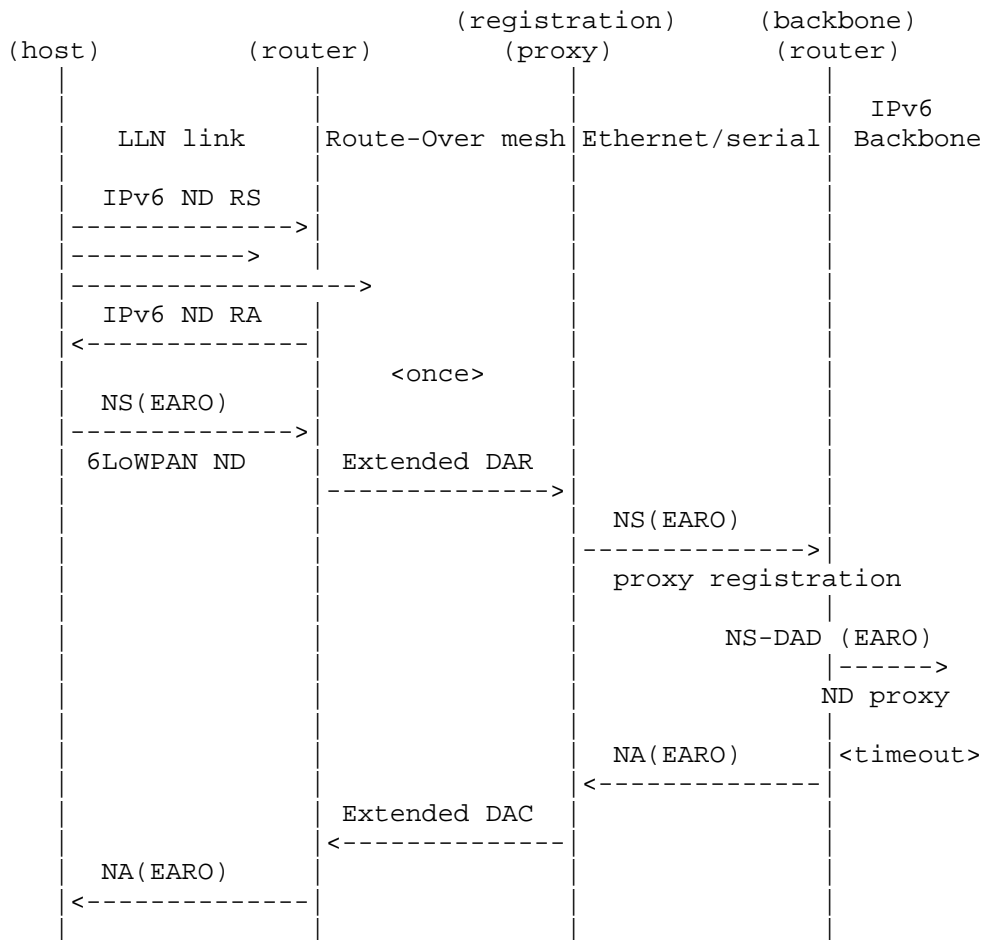 (registration) (backbone)
(host) (router) (proxy) (router)
IPv6
LLN link Route-Over mesh Ethernet/serial Backbone
IPv6 ND RS
IPv6 ND RA
<once>
NS(EARO)
6LoWPAN ND Extended DAR
NS(EARO)
proxy registration
NS-DAD (EARO)
ND proxy
NA(EARO) <timeout>
Extended DAC
NA(EARO)